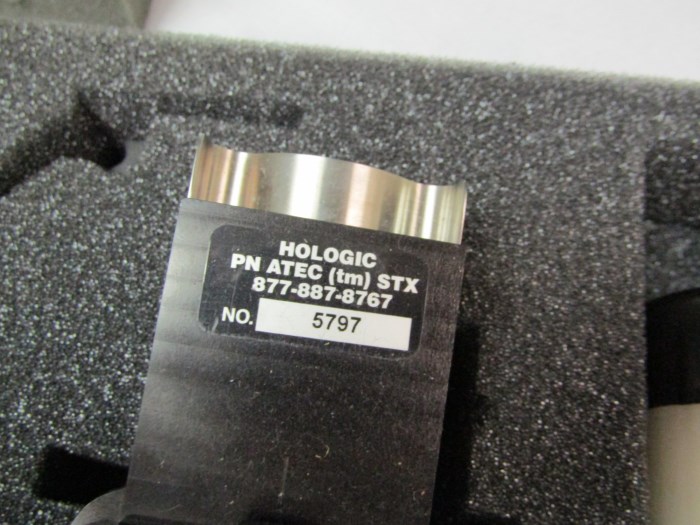 HOLOGIC
PN ATEC (tm) STX
877-887-8767
NO. 5797